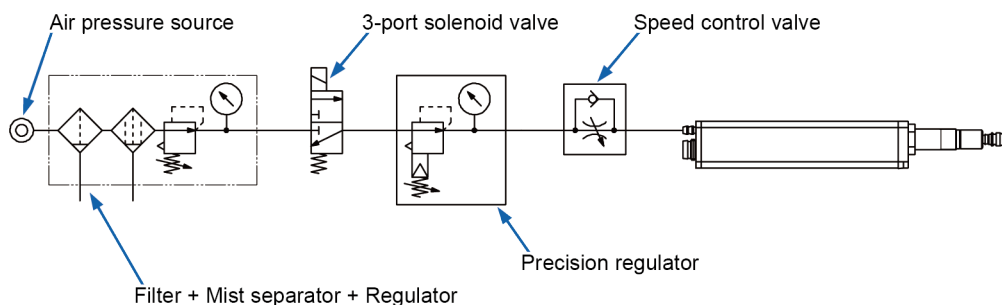 Air pressure source
3-port solenoid valve
Speed control valve
Precision regulator
Filter + Mist separator + Regulator